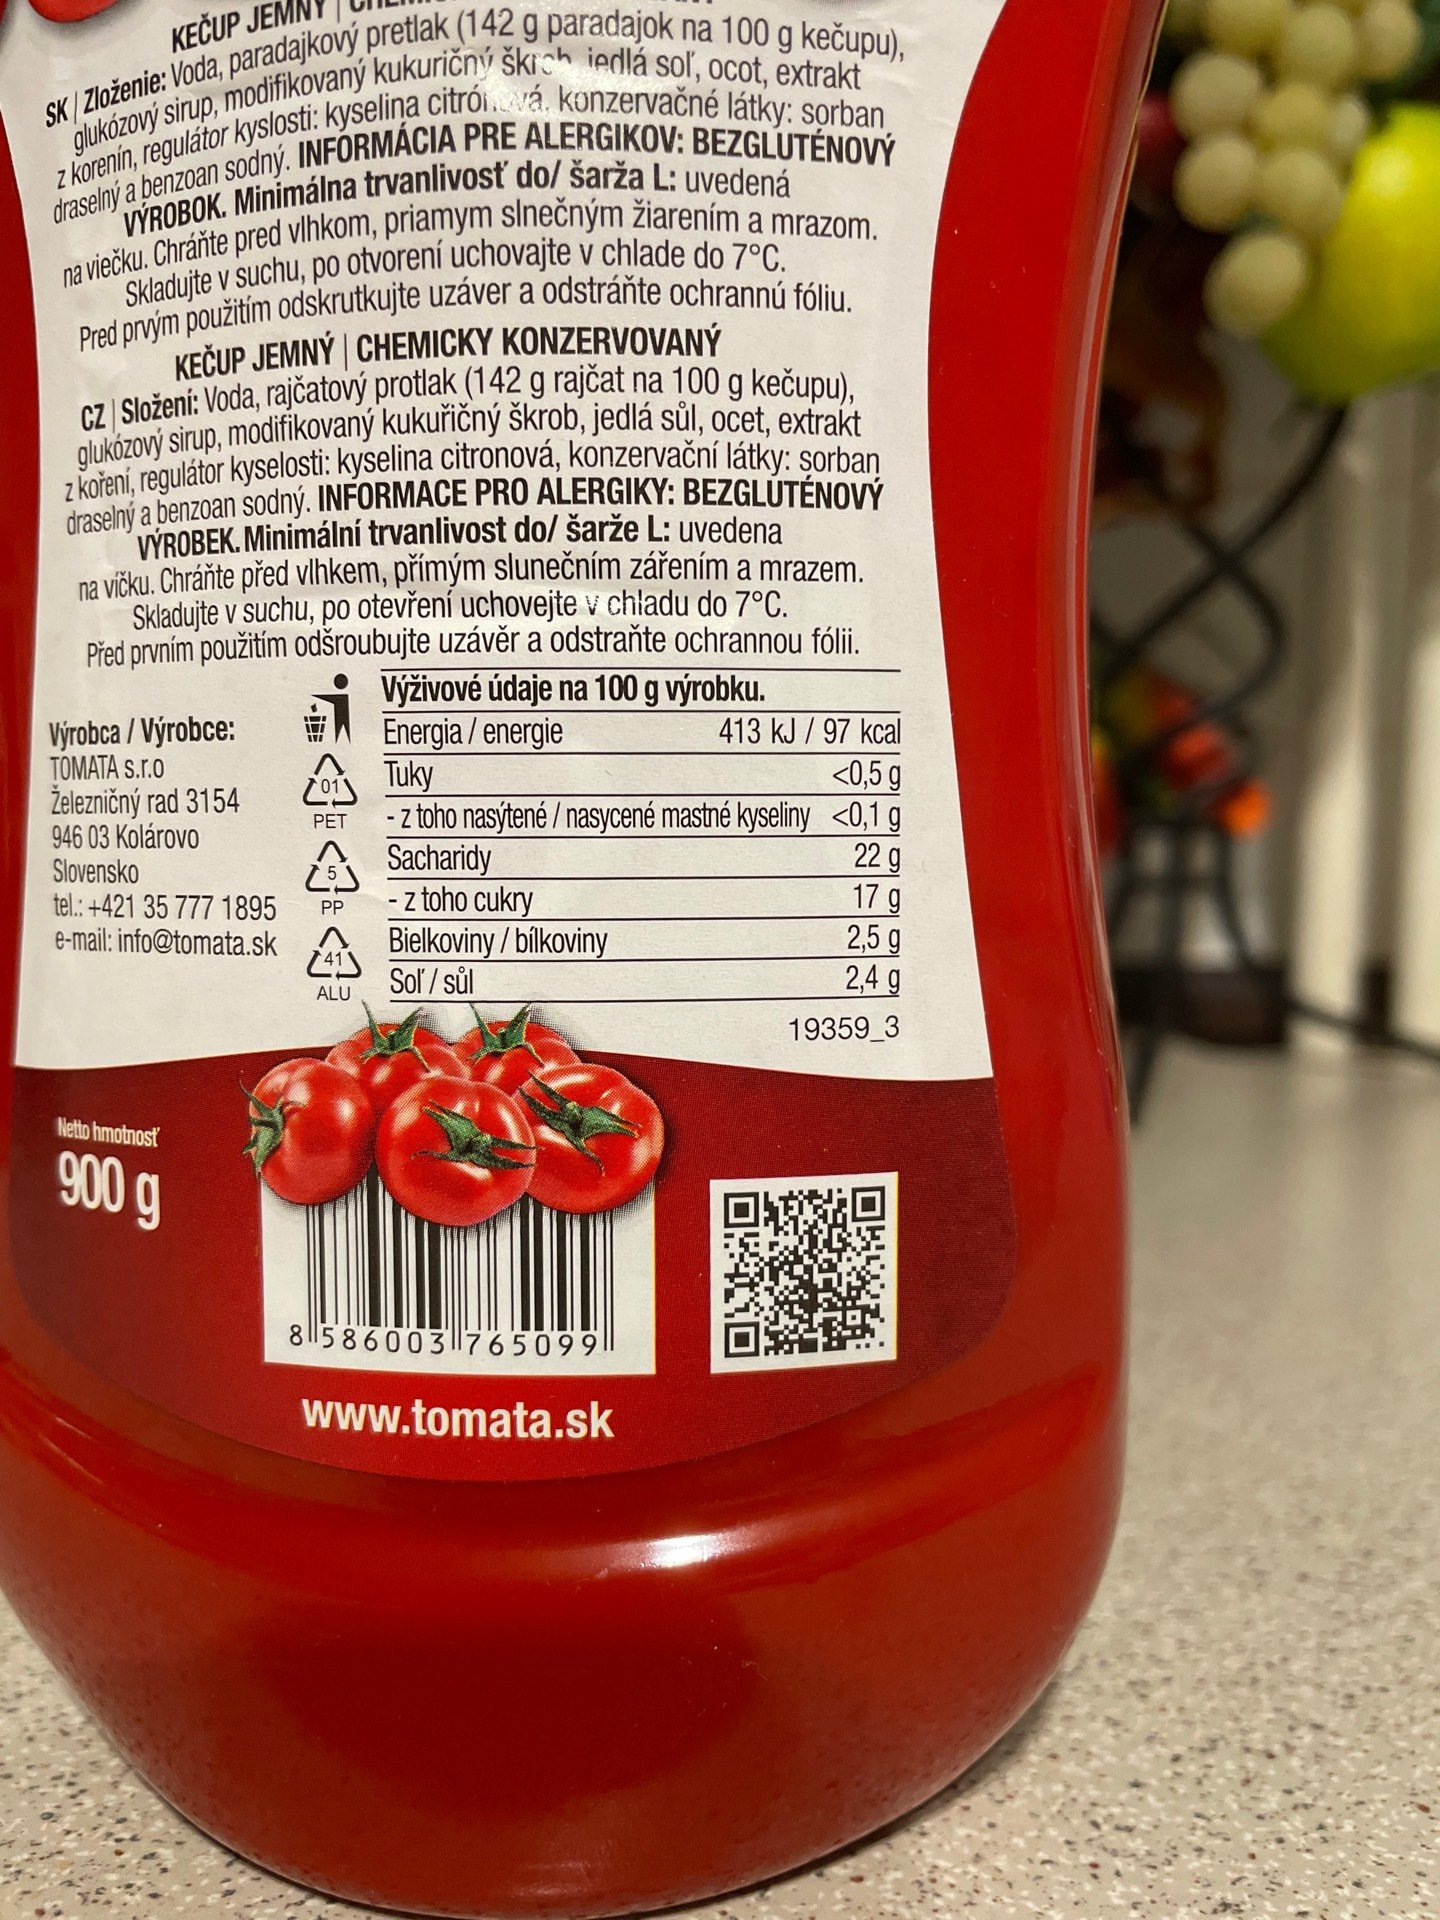 KEČUP JEMNÝ |
SK | Zloženie: Voda, paradajkový pretlak (142 g paradajok na 100 g kečupu),
glukózový sirup, modifikovaný kukuričný škrob, jedlá soľ, ocot, extrakt
z korenín, regulátor kyslosti: kyselina citrónová, konzervačné látky: sorban
draselný a benzoan sodný. INFORMÁCIA PRE ALERGIKOV: BEZGLUTÉNOVÝ
VÝROBOK. Minimálna trvanlivosť do/ šarža L: uvedená
na viečku. Chráňte pred vlhkom, priamym slnečným žiarením a mrazom.
Skladujte v suchu, po otvorení uchovajte v chlade do 7°C.
Pred prvým použitím odskrutkujte uzáver a odstráňte ochrannú fóliu.
KEČUP JEMNÝ | CHEMICKY KONZERVOVANÝ
CZ | Složení: Voda, rajčatový protlak (142 g rajčat na 100 g kečupu),
glukózový sirup, modifikovaný kukuřičný škrob, jedlá sůl, ocet, extrakt
z koření, regulátor kyselosti: kyselina citronová, konzervační látky: sorban
draselný a benzoan sodný. INFORMACE PRO ALERGIKY: BEZGLUTÉNOVÝ
VÝROBEK. Minimální trvanlivost do/ šarže L: uvedena
na víčku. Chráňte před vlhkem, přímým slunečním zářením a mrazem.
Skladujte v suchu, po otevření uchovejte v chladu do 7°C.
Před prvním použitím odšroubujte uzávěr a odstraňte ochrannou fólii.
Výrobca / Výrobce:
TOMATA s.r.o
Železničný rad 3154
946 03 Kolárovo
Slovensko
tel.: +421 35 777 1895
e-mail: info@tomata.sk
01
PET
5
PP
41
ALU
Výživové údaje na 100 g výrobku.
Energia / energie 413 kJ / 97 kcal
Tuky <0,5 g
- z toho nasýtené / nasycené mastné kyseliny <0,1 g
Sacharidy 22 g
- z toho cukry 17 g
Bielkoviny / bílkoviny 2,5 g
Soľ / sůl 2,4 g
19359_3
Netto hmotnosť
900 g
8 586003 765099
www.tomata.sk